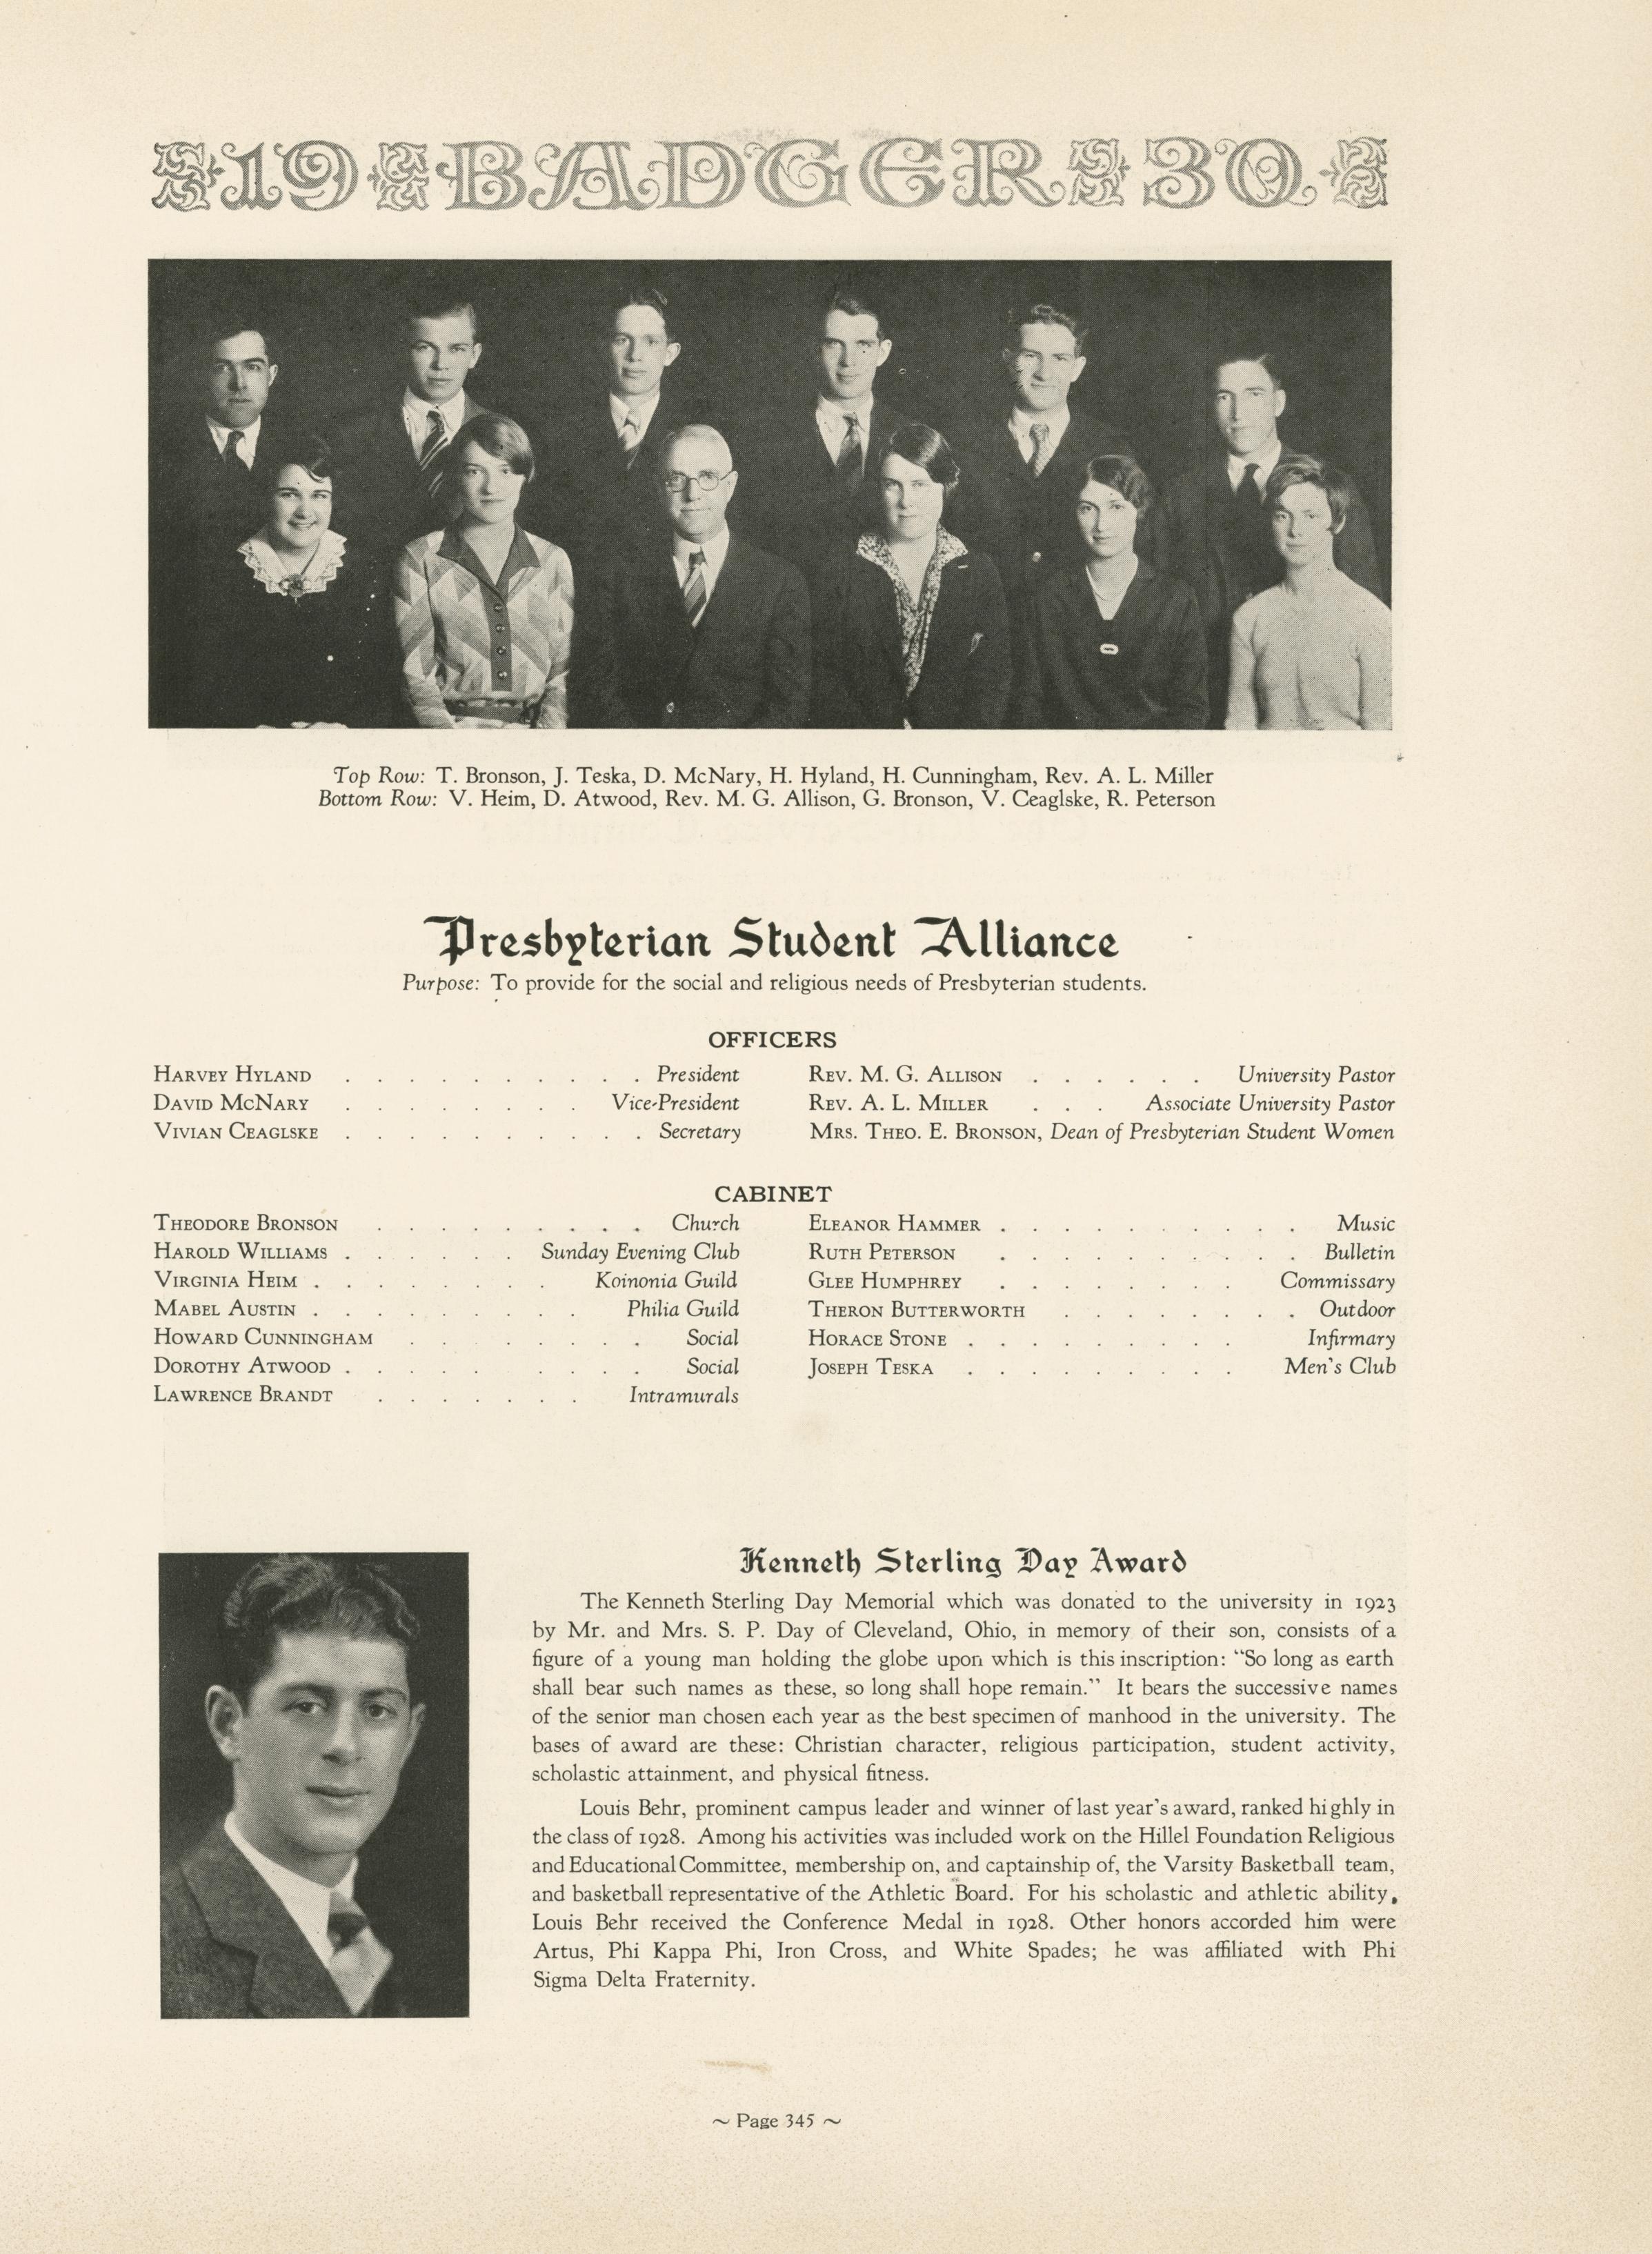 19 BADGER 30
Top Row: T. Bronson, J. Teska, D. McNary, H. Hyland, H. Cunningham, Rev. A. L. Miller
Bottom Row: V. Heim, D. Atwood, Rev. M. G. Allison, G. Bronson, V. Ceaglske, R. Peterson
Presbyterian Student Alliance
Purpose: To provide for the social and religious needs of Presbyterian students.
OFFICERS
HARVEY HYLAND . . . . . . . . . . President
DAVID MCNARY . . . . . . . . Vice-President
VIVIAN CEAGLSKE . . . . . . . . . . Secretary
REV. M. G. ALLISON . . . . . . University Pastor
REV. A. L. MILLER . . . Associate University Pastor
MRS. THEO. E. BRONSON, Dean of Presbyterian Student Women
CABINET
THEODORE BRONSON . . . . . . . . . Church
HAROLD WILLIAMS . . . . . . Sunday Evening Club
VIRGINIA HEIM . . . . . . . . Koinonia Guild
MABEL AUSTIN . . . . . . . . . Philia Guild
HOWARD CUNNINGHAM . . . . . . . . Social
DOROTHY ATWOOD . . . . . . . . . Social
LAWRENCE BRANDT . . . . . . . Intramurals
ELEANOR HAMMER . . . . . . . . . . Music
RUTH PETERSON . . . . . . . . . . Bulletin
GLEE HUMPHREY . . . . . . . . Commissary
THERON BUTTERWORTH . . . . . . . . Outdoor
HORACE STONE . . . . . . . . . Infirmary
JOSEPH TESKA . . . . . . . . . Men's Club
Kenneth Sterling Day Award
The Kenneth Sterling Day Memorial which was donated to the university in 1923
by Mr. and Mrs. S. P. Day of Cleveland, Ohio, in memory of their son, consists of a
figure of a young man holding the globe upon which is this inscription: "So long as earth
shall bear such names as these, so long shall hope remain." It bears the successive names
of the senior man chosen each year as the best specimen of manhood in the university. The
bases of award are these: Christian character, religious participation, student activity,
scholastic attainment, and physical fitness.
Louis Behr, prominent campus leader and winner of last year's award, ranked highly in
the class of 1928. Among his activities was included work on the Hillel Foundation Religious
and Educational Committee, membership on, and captainship of, the Varsity Basketball team,
and basketball representative of the Athletic Board. For his scholastic and athletic ability,
Louis Behr received the Conference Medal in 1928. Other honors accorded him were
Artus, Phi Kappa Phi, Iron Cross, and White Spades; he was affiliated with Phi
Sigma Delta Fraternity.
~ Page 345 ~